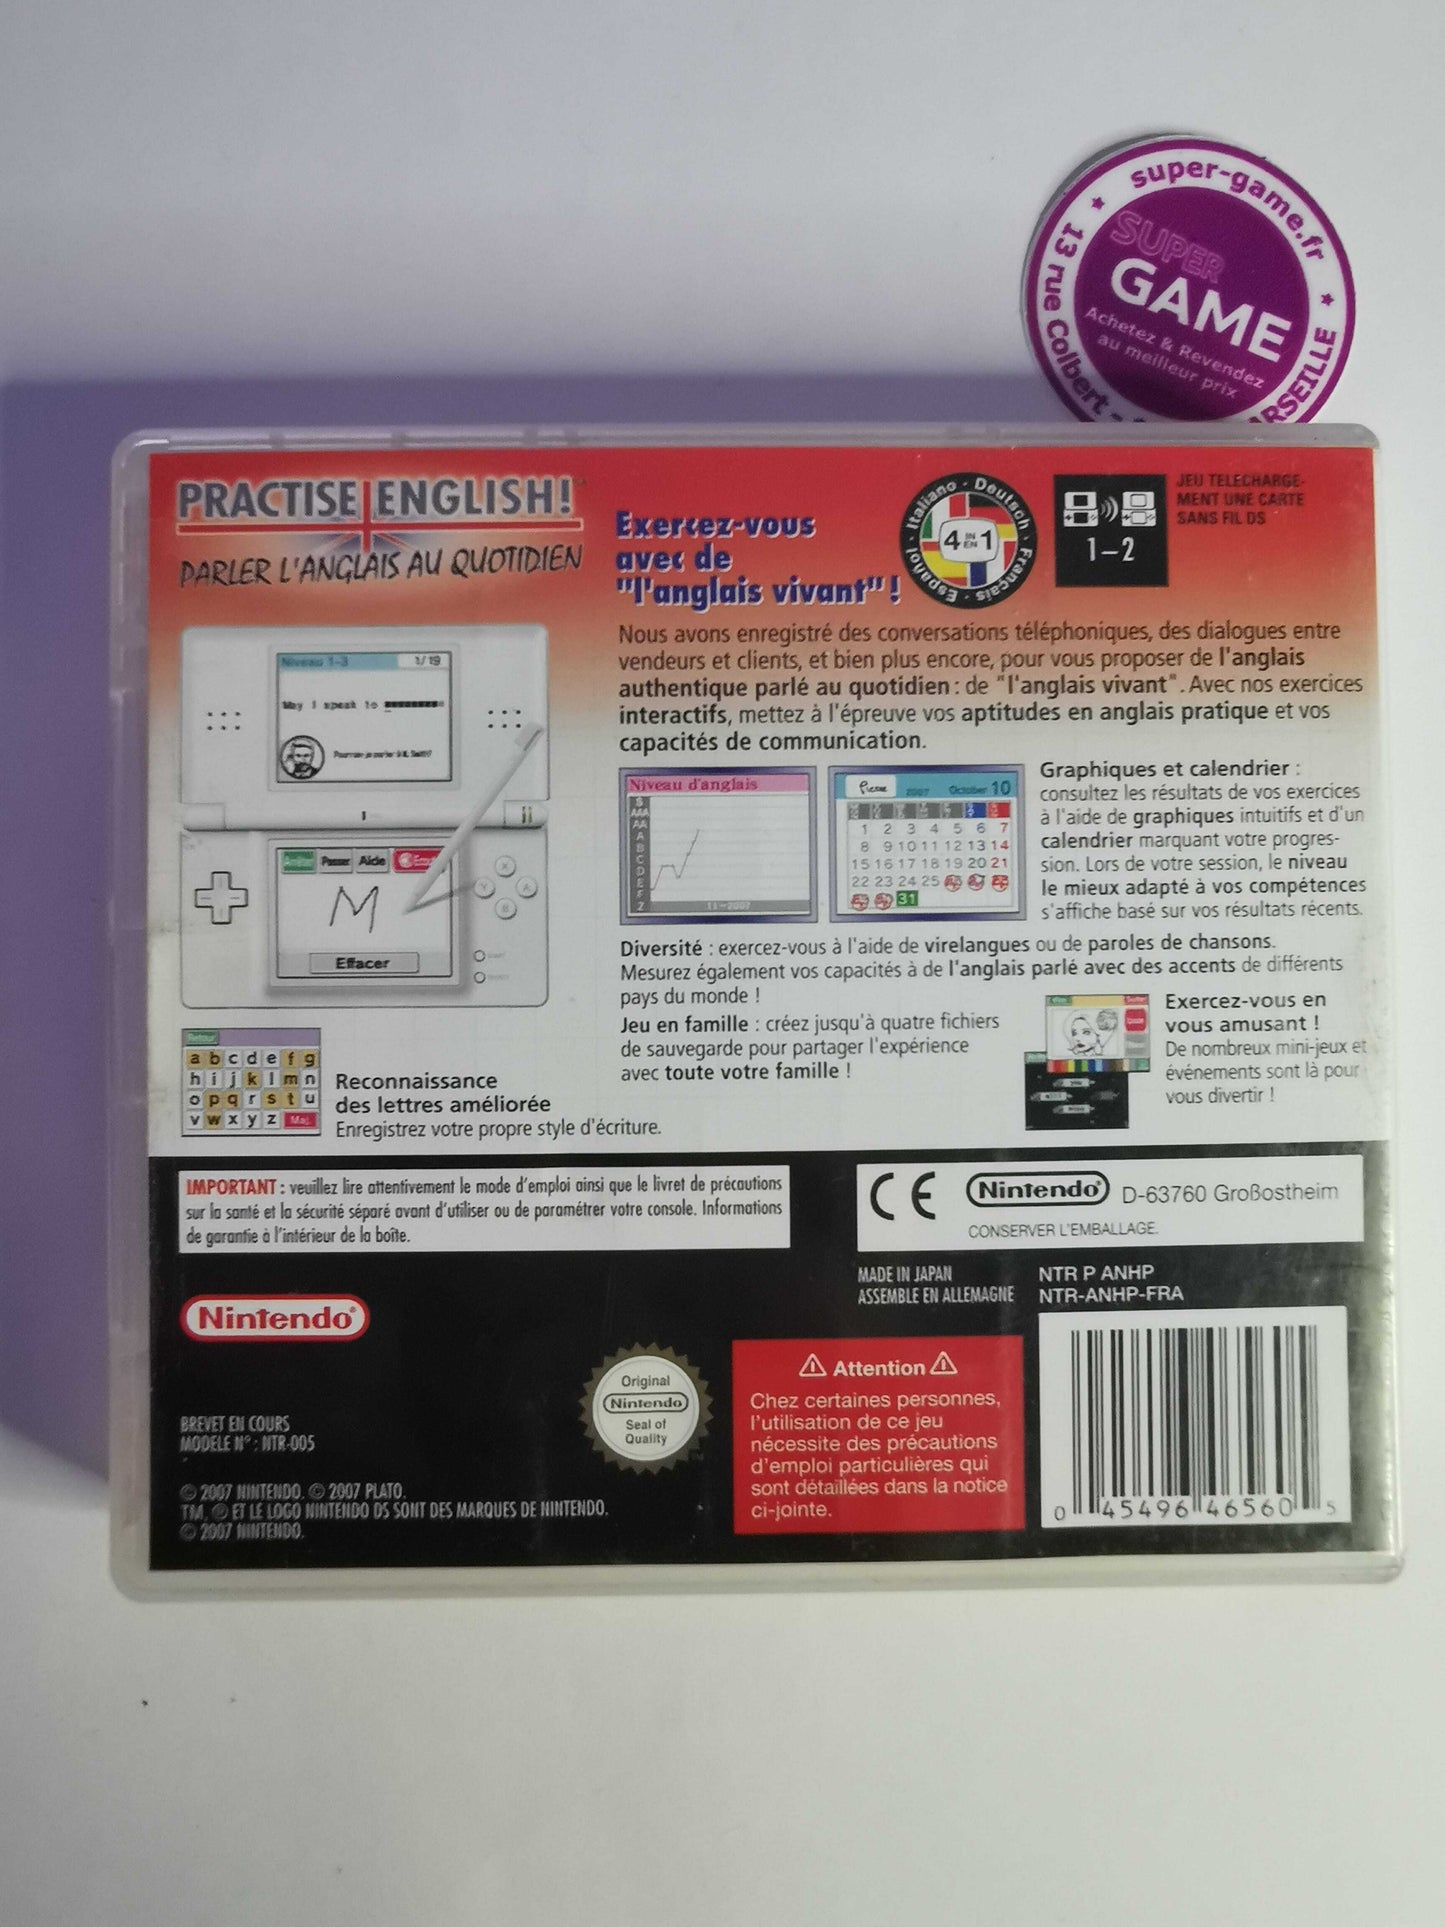 super-game.fr
13 rue Colbert -
SUPER
GAME
Achetez & Revendez
au meilleur prix
PRACTISE ENGLISH!
PARLER L'ANGLAIS AU QUOTIDIEN
Exercez-vous
avec de
"l'anglais vivant" !
Italiano · Deutsch · Français · Español ·
4 IN EN 1
1–2
JEU TELECHARGE-
MENT UNE CARTE
SANS FIL DS
Nous avons enregistré des conversations téléphoniques, des dialogues entre
vendeurs et clients, et bien plus encore, pour vous proposer de l'anglais
authentique parlé au quotidien : de "l'anglais vivant". Avec nos exercices
interactifs, mettez à l'épreuve vos aptitudes en anglais pratique et vos
capacités de communication.
Niveau 1-3 1/19
May I speak to
Passer Aide
M
Effacer
Niveau d'anglais
S
AAA
AA
A
B
C
D
E
F
Z
11-2007
Pierre 2007 October 10
1 2 3 4 5 6 7
8 9 10 11 12 13 14
15 16 17 18 19 20 21
22 23 24 25
31
Graphiques et calendrier :
consultez les résultats de vos exercices
à l'aide de graphiques intuitifs et d'un
calendrier marquant votre progres-
sion. Lors de votre session, le niveau
le mieux adapté à vos compétences
s'affiche basé sur vos résultats récents.
Diversité : exercez-vous à l'aide de virelangues ou de paroles de chansons.
Mesurez également vos capacités à de l'anglais parlé avec des accents de différents
pays du monde !
Jeu en famille : créez jusqu'à quatre fichiers
de sauvegarde pour partager l'expérience
avec toute votre famille !
Exercez-vous en
vous amusant !
De nombreux mini-jeux et
événements sont là pour
vous divertir !
Retour
a b c d e f g
h i j k l m n
o p q r s t u
v w x y z Maj.
Reconnaissance
des lettres améliorée
Enregistrez votre propre style d'écriture.
IMPORTANT : veuillez lire attentivement le mode d'emploi ainsi que le livret de précautions
sur la santé et la sécurité séparé avant d'utiliser ou de paramétrer votre console. Informations
de garantie à l'intérieur de la boîte.
CE Nintendo® D-63760 Großostheim
CONSERVER L'EMBALLAGE.
MADE IN JAPAN
ASSEMBLE EN ALLEMAGNE
NTR P ANHP
NTR-ANHP-FRA
Nintendo®
Original
Nintendo
Seal of
Quality
Attention
Chez certaines personnes,
l'utilisation de ce jeu
nécessite des précautions
d'emploi particulières qui
sont détaillées dans la notice
ci-jointe.
BREVET EN COURS
MODELE N° : NTR-005
© 2007 NINTENDO. © 2007 PLATO.
TM, ® ET LE LOGO NINTENDO DS SONT DES MARQUES DE NINTENDO.
© 2007 NINTENDO.
0 45496 46560 5